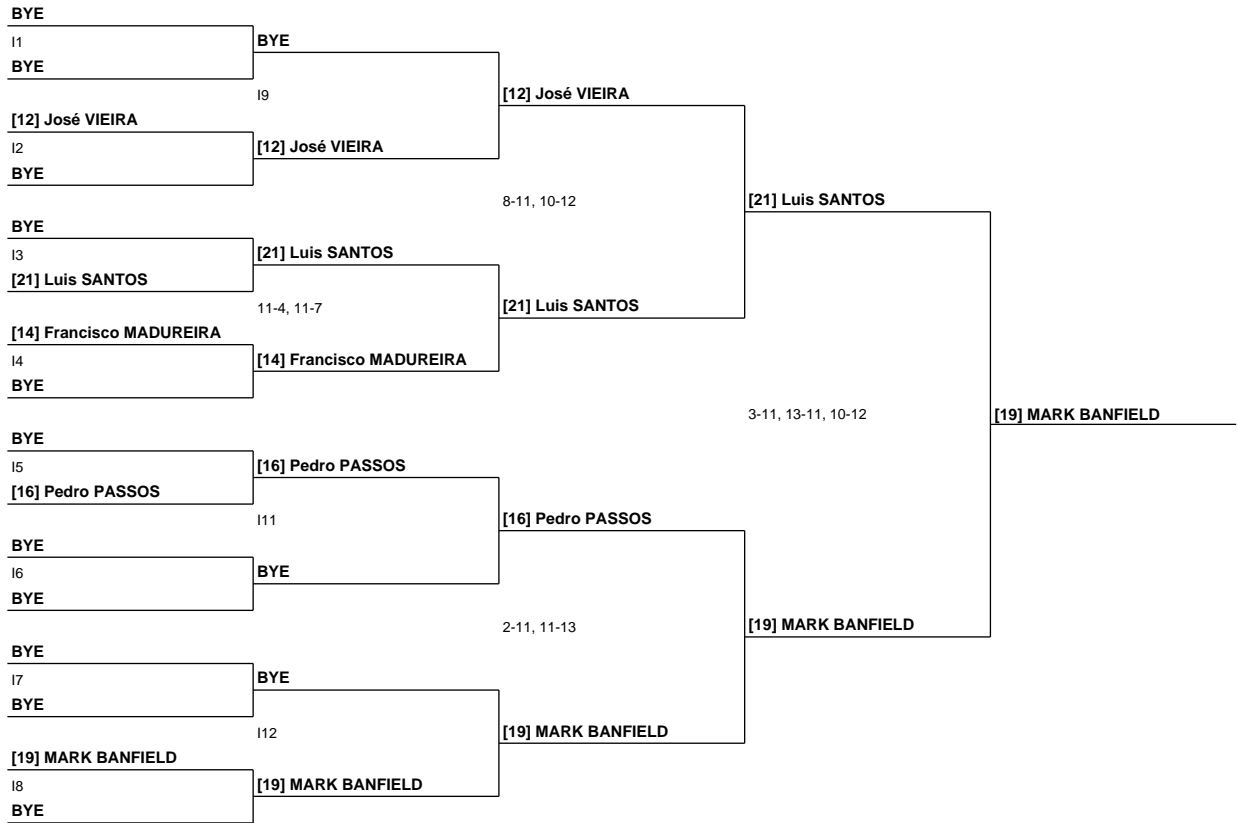 BYE
I1
BYE
BYE
I9
[12] José VIEIRA
[12] José VIEIRA
I2
[12] José VIEIRA
BYE
8-11, 10-12
[21] Luis SANTOS
BYE
I3
[21] Luis SANTOS
[21] Luis SANTOS
11-4, 11-7
[21] Luis SANTOS
[14] Francisco MADUREIRA
I4
[14] Francisco MADUREIRA
BYE
3-11, 13-11, 10-12
[19] MARK BANFIELD
BYE
I5
[16] Pedro PASSOS
[16] Pedro PASSOS
I11
[16] Pedro PASSOS
BYE
I6
BYE
BYE
2-11, 11-13
[19] MARK BANFIELD
BYE
I7
BYE
BYE
I12
[19] MARK BANFIELD
[19] MARK BANFIELD
I8
[19] MARK BANFIELD
BYE